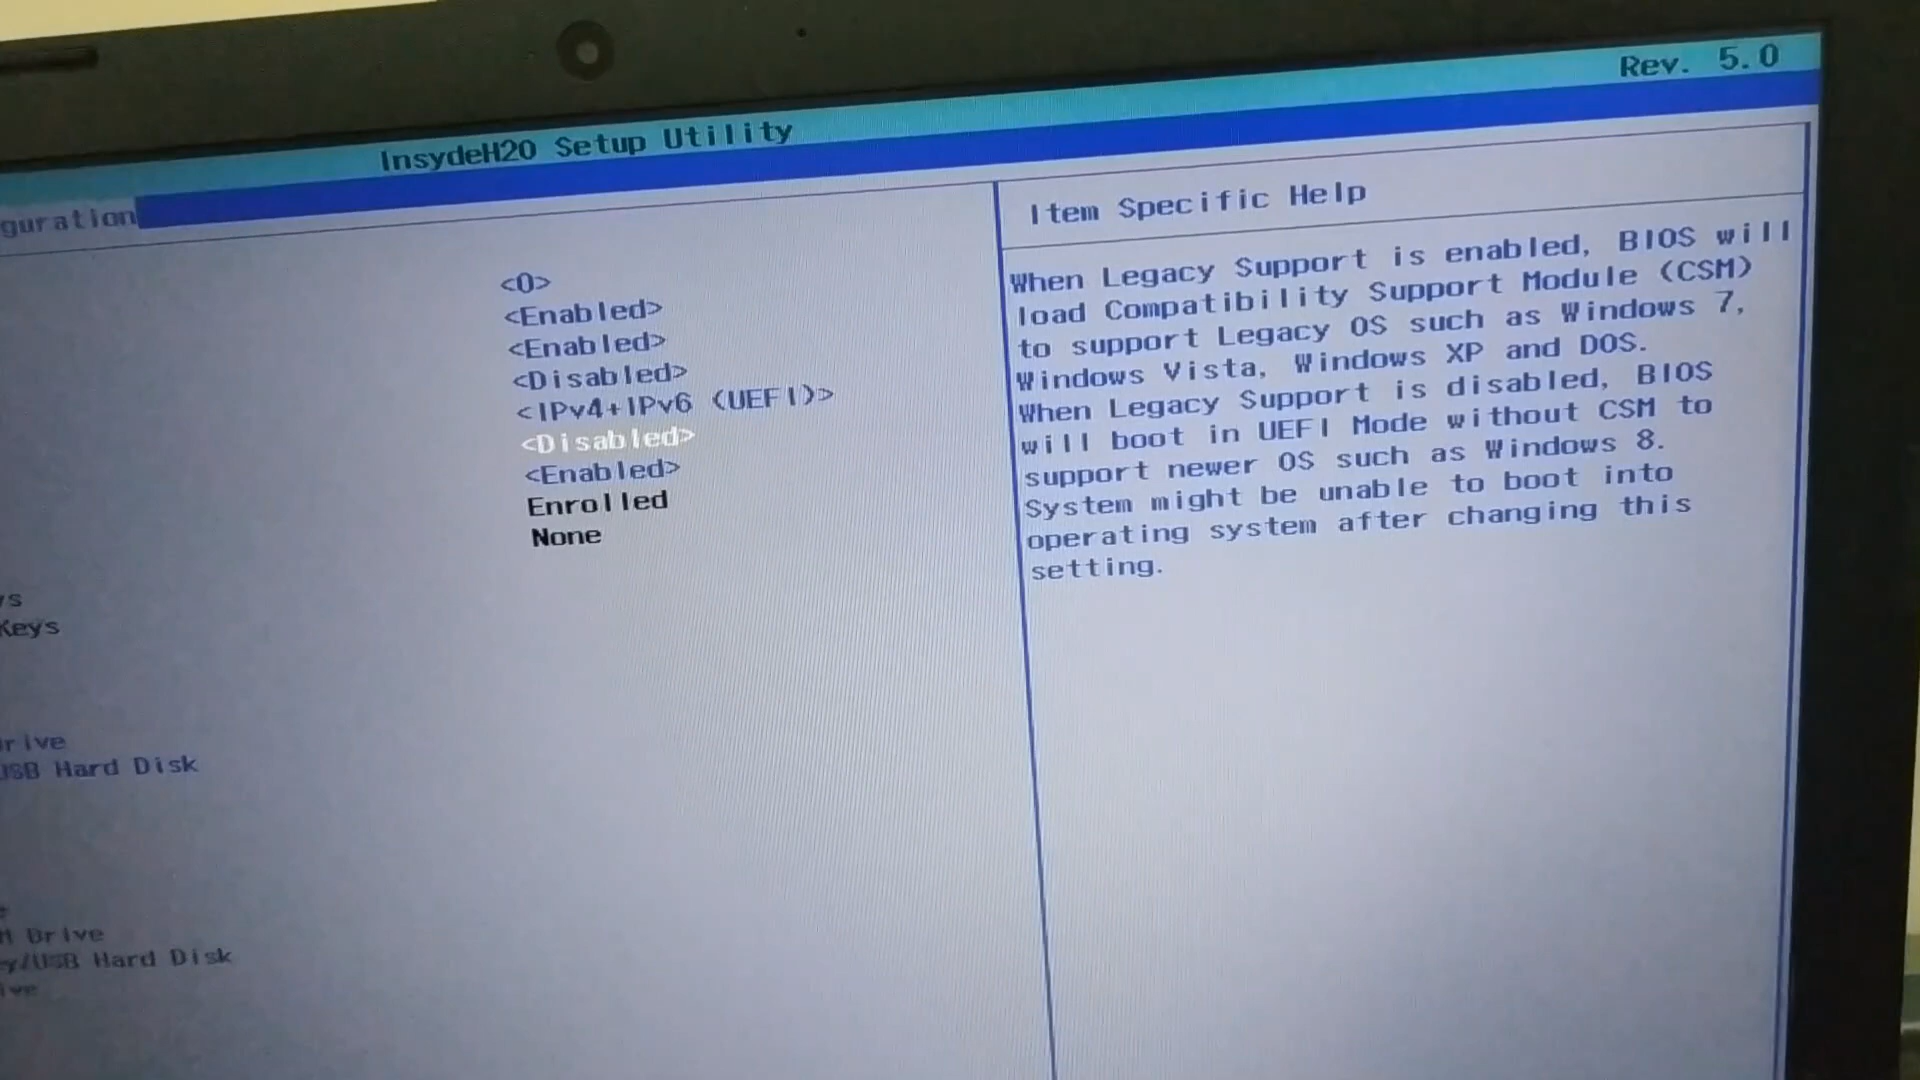 InsydeH20 Setup Utility
Rev. 5.0
guration
<0>
<Enabled>
<Enabled>
<Disabled>
<IPv4+IPv6 (UEFI)>
<Disabled>
<Enabled>
Enrolled
None
Keys
rive
USB Hard Disk
M Drive
y/USB Hard Disk
ive
Item Specific Help
When Legacy Support is enabled, BIOS will
load Compatibility Support Module (CSM)
to support Legacy OS such as Windows 7,
Windows Vista, Windows XP and DOS.
When Legacy Support is disabled, BIOS
will boot in UEFI Mode without CSM to
support newer OS such as Windows 8.
System might be unable to boot into
operating system after changing this
setting.